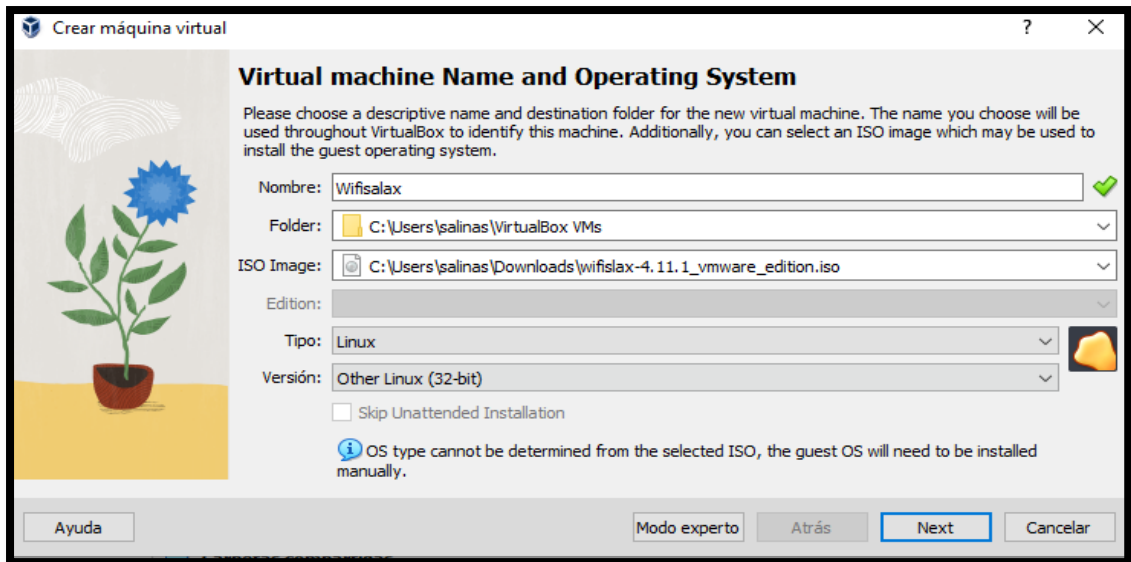 Crear máquina virtual
?
Virtual machine Name and Operating System
Please choose a descriptive name and destination folder for the new virtual machine. The name you choose will be
used throughout VirtualBox to identify this machine. Additionally, you can select an ISO image which may be used to
install the guest operating system.
Nombre: Wifisalax
Folder: C:\Users\salinas\VirtualBox VMs
ISO Image: C:\Users\salinas\Downloads\wifislax-4.11.1_vmware_edition.iso
Edition:
Tipo: Linux
Versión: Other Linux (32-bit)
Skip Unattended Installation
OS type cannot be determined from the selected ISO, the guest OS will need to be installed
manually.
Ayuda Modo experto Atrás Next Cancelar